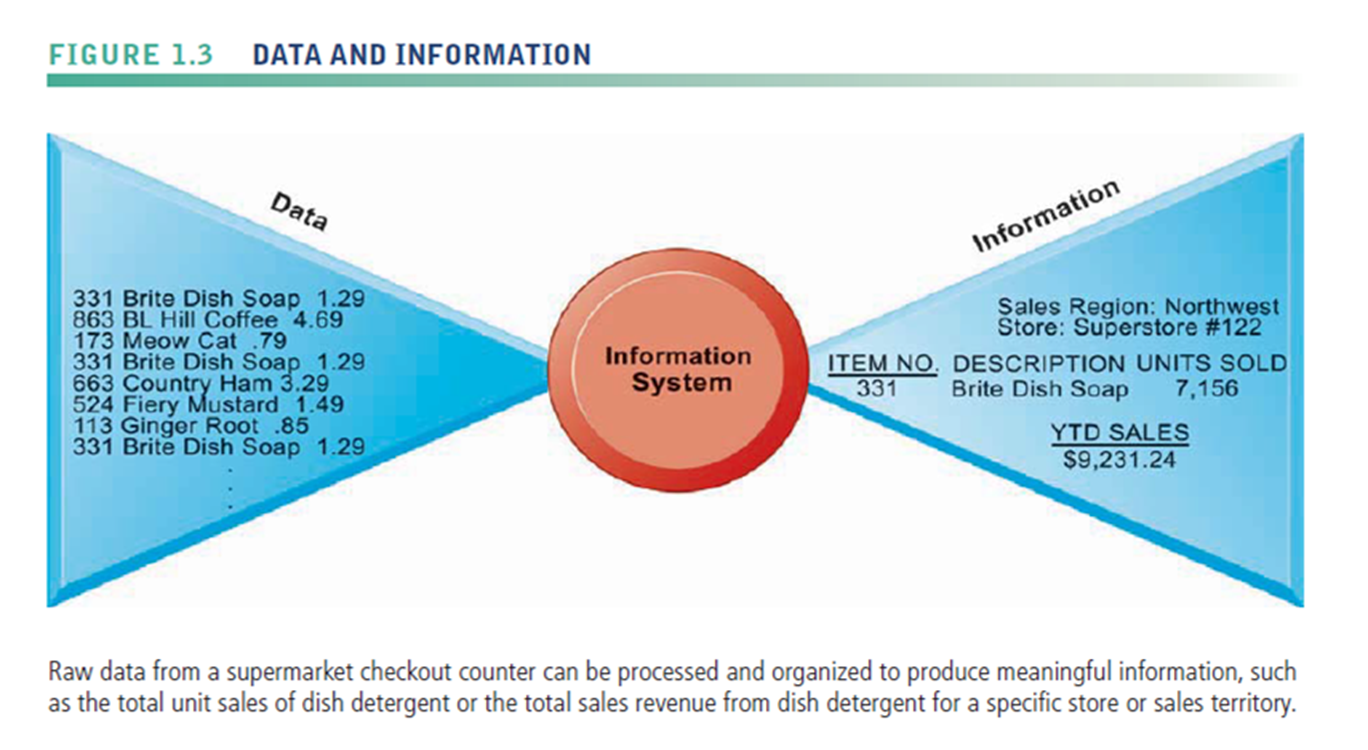 FIGURE 1.3 DATA AND INFORMATION
Data
331 Brite Dish Soap 1.29
863 BL Hill Coffee 4.69
173 Meow Cat .79
331 Brite Dish Soap 1.29
663 Country Ham 3.29
524 Fiery Mustard 1.49
113 Ginger Root .85
331 Brite Dish Soap 1.29
.
.
.
Information
System
Information
Sales Region: Northwest
Store: Superstore #122
ITEM NO. DESCRIPTION UNITS SOLD
331 Brite Dish Soap 7,156
YTD SALES
$9,231.24
Raw data from a supermarket checkout counter can be processed and organized to produce meaningful information, such
as the total unit sales of dish detergent or the total sales revenue from dish detergent for a specific store or sales territory.